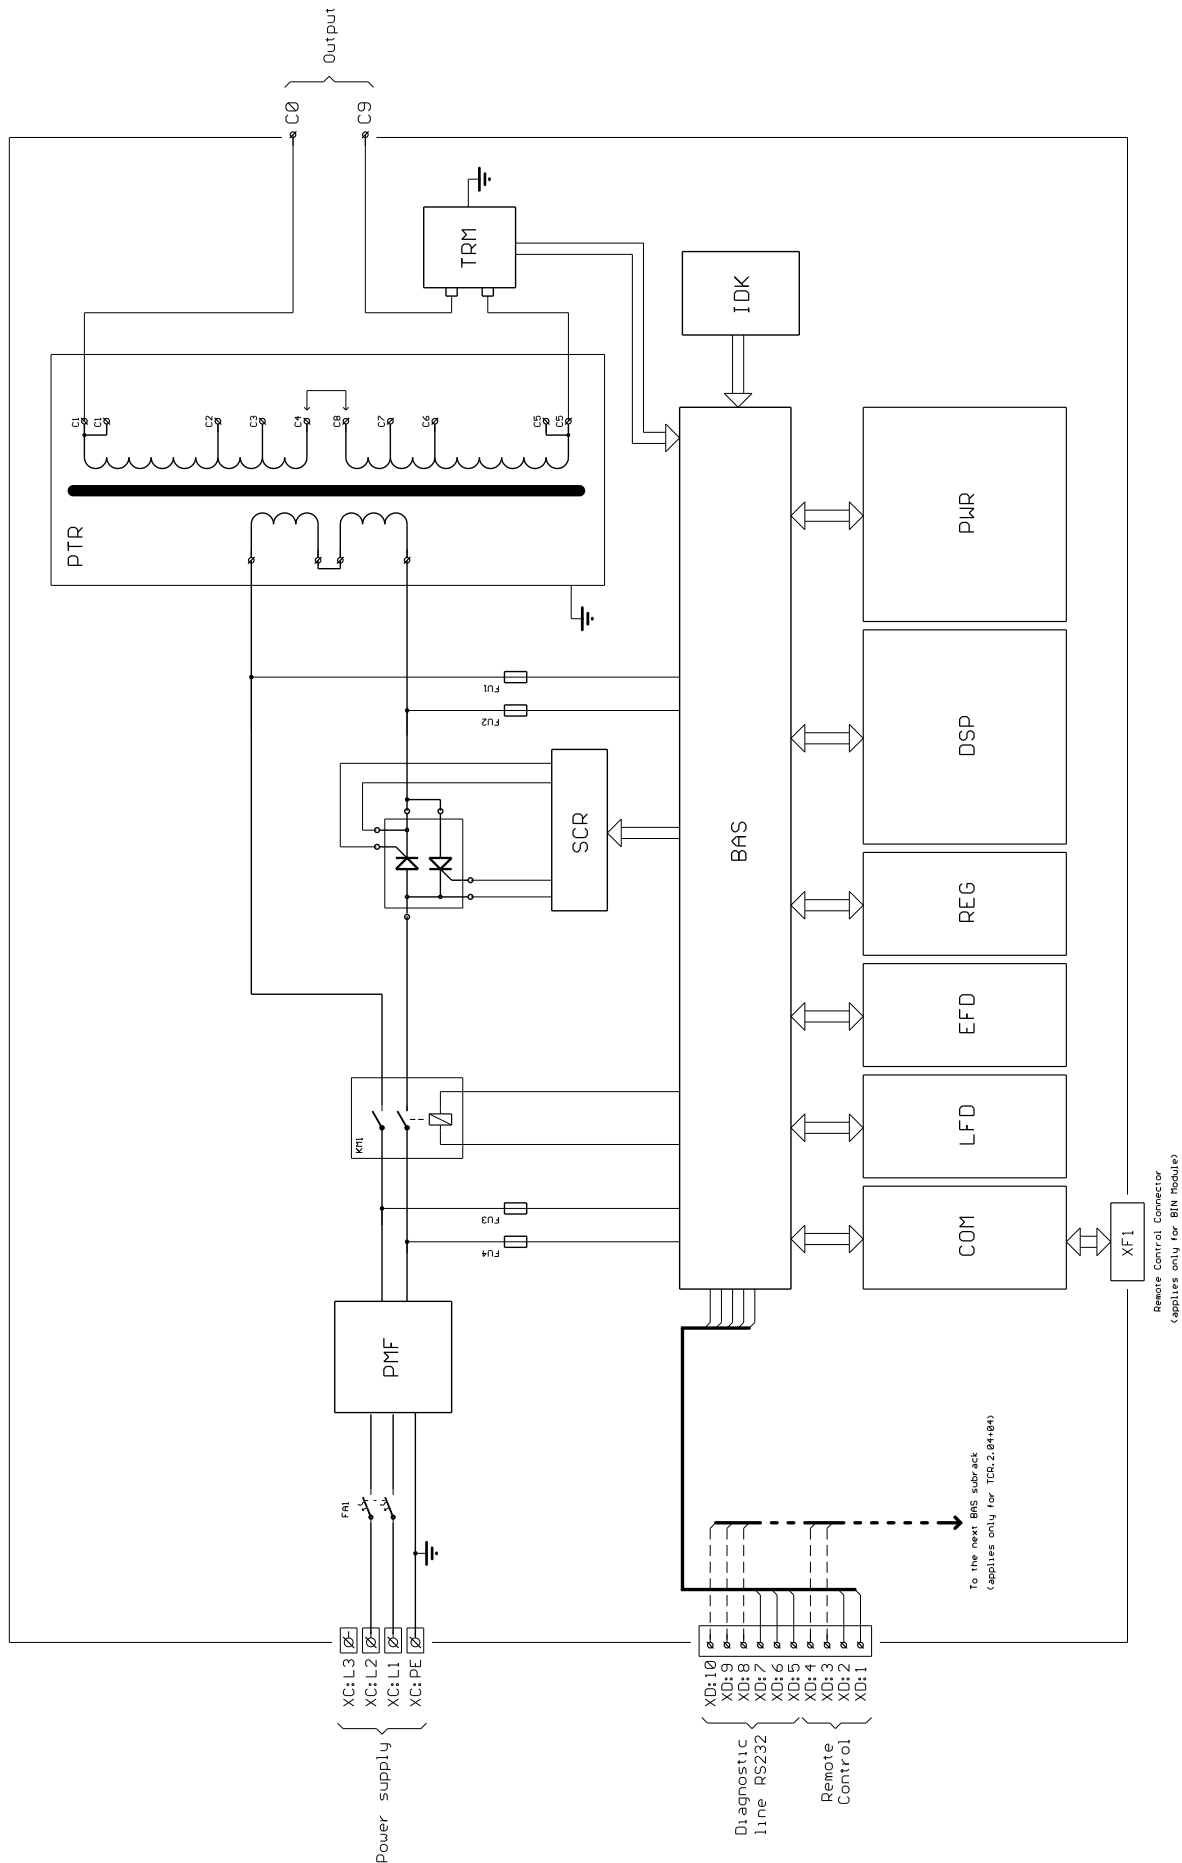 Output
C0
C9
TRM
IDK
C1
C1
C2
C3
C4
C8
C7
C6
C5
C5
PTR
FU1
FU2
SCR
BAS
PWR
DSP
REG
EFD
LFD
COM
XF1
Remote Control Connector
(applies only for BIN Module)
KM1
FU3
FU4
PMF
FA1
To the next BAS subrack
(applies only for TCR.2.04+04)
XC:L3
XC:L2
XC:L1
XC:PE
Power supply
XD:10
XD:9
XD:8
XD:7
XD:6
XD:5
XD:4
XD:3
XD:2
XD:1
Diagnostic
line RS232
Remote
Control